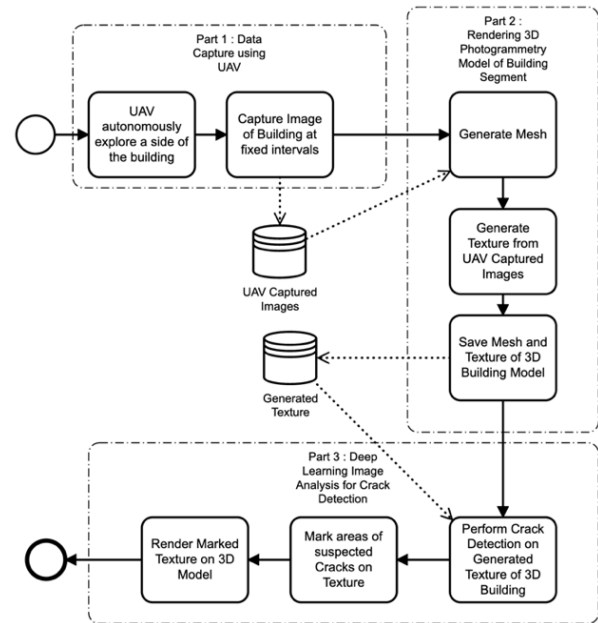 Part 1 : Data
Capture using
UAV
UAV
autonomously
explore a side of
the building
Capture Image
of Building at
fixed intervals
UAV Captured
Images
Part 2 :
Rendering 3D
Photogrammetry
Model of Building
Segment
Generate Mesh
Generate
Texture from
UAV Captured
Images
Save Mesh and
Texture of 3D
Building Model
Generated
Texture
Part 3 : Deep
Learning Image
Analysis for Crack
Detection
Perform Crack
Detection on
Generated
Texture of 3D
Building
Mark areas of
suspected
Cracks on
Texture
Render Marked
Texture on 3D
Model